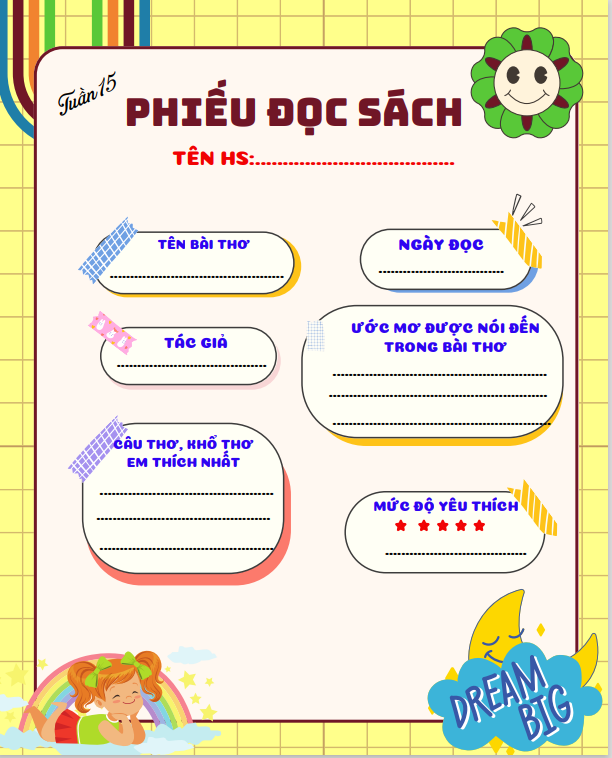 Tuần 15
PHIẾU ĐỌC SÁCH
TÊN HS:....................................
TÊN BÀI THƠ
NGÀY ĐỌC
TÁC GIẢ
ƯỚC MƠ ĐƯỢC NÓI ĐẾN
TRONG BÀI THƠ
CÂU THƠ, KHỔ THƠ
EM THÍCH NHẤT
MỨC ĐỘ YÊU THÍCH
DREAM
BIG